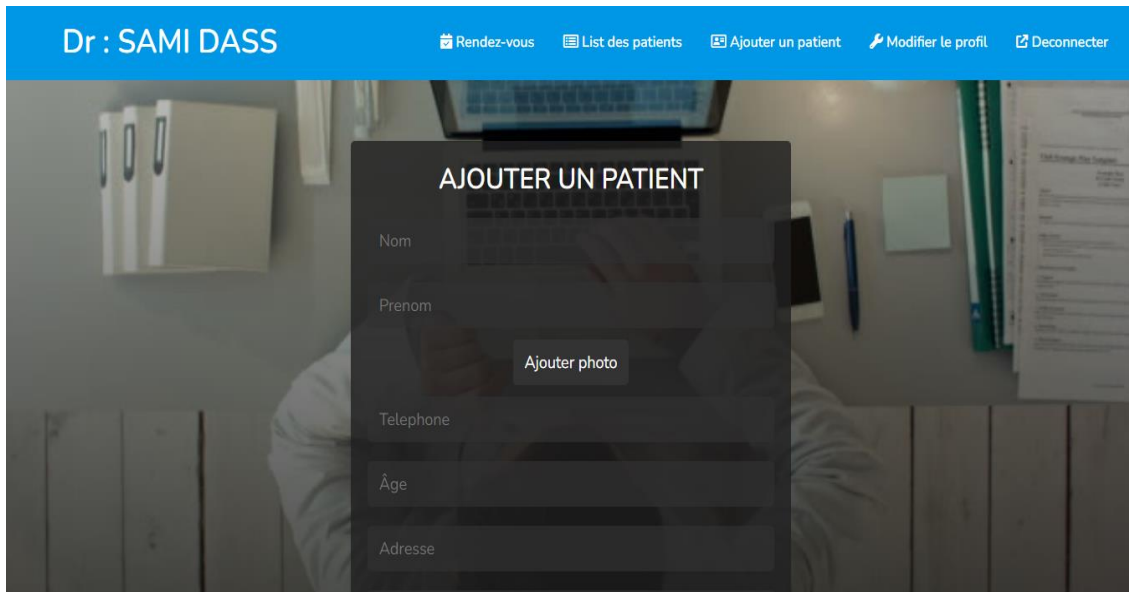 Dr : SAMI DASS
Rendez-vous
List des patients
Ajouter un patient
Modifier le profil
Deconnecter
AJOUTER UN PATIENT
Nom
Prenom
Ajouter photo
Telephone
Âge
Adresse